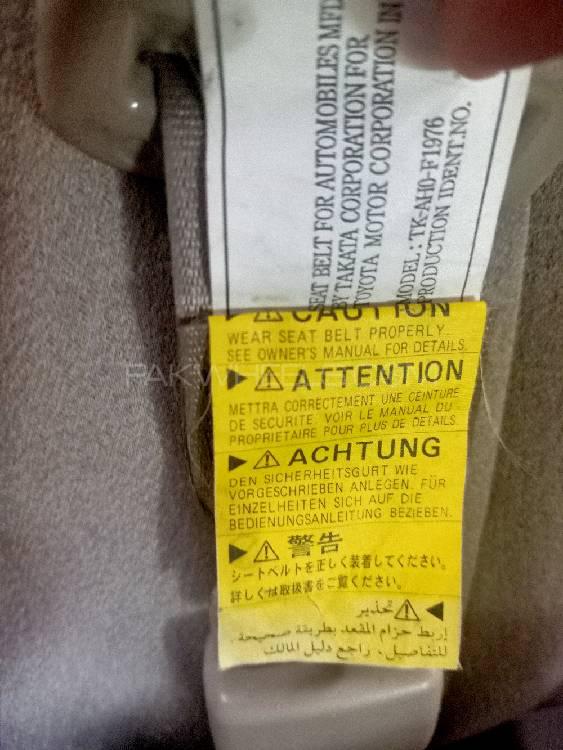 SEAT BELT FOR AUTOMOBILES MFD
BY TAKATA CORPORATION FOR
TOYOTA MOTOR CORPORATION IN
MODEL : TK-AH0-F1976
PRODUCTION IDENT.NO.
⚠ CAUTION
WEAR SEAT BELT PROPERLY.
SEE OWNER'S MANUAL FOR DETAILS.
▶ ⚠ ATTENTION
METTRA CORRECTEMENT UNE CEINTURE
DE SECURITE. VOIR LE MANUAL DU
PROPRIETAIRE POUR PLUS DE DETAILS.
▶ ⚠ ACHTUNG
DEN SICHERHEITSGURT WIE
VORGESCHRIEBEN ANLEGEN. FÜR
EINZELHEITEN SICH AUF DIE
BEDIENUNGSANLEITUNG BEZIEBEN.
▶ ⚠ 警告
シートベルトを正しく装着してください。
詳しくは取扱書をご覧ください。
◀ ⚠ تحذير
إربط حزام المقعد بطريقة صحيحة.
للتفاصيل، راجع دليل المالك